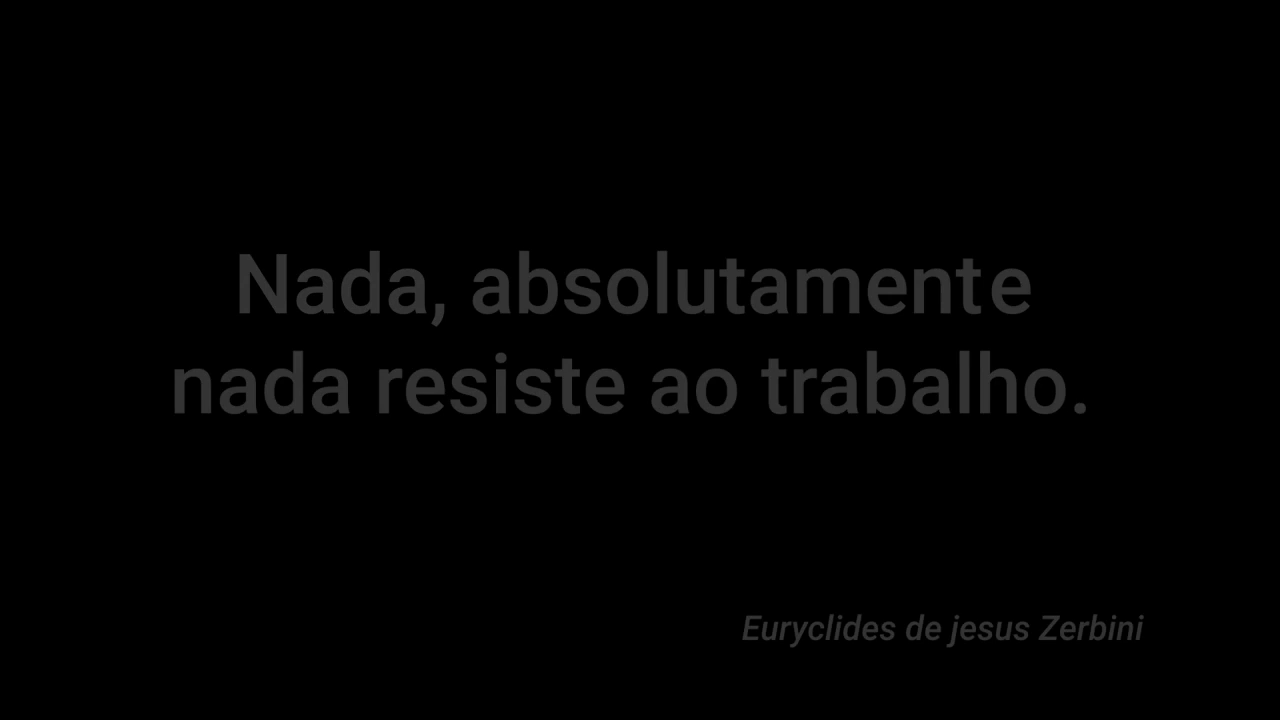 Nada, absolutamente
nada resiste ao trabalho.
Euryclides de jesus Zerbini